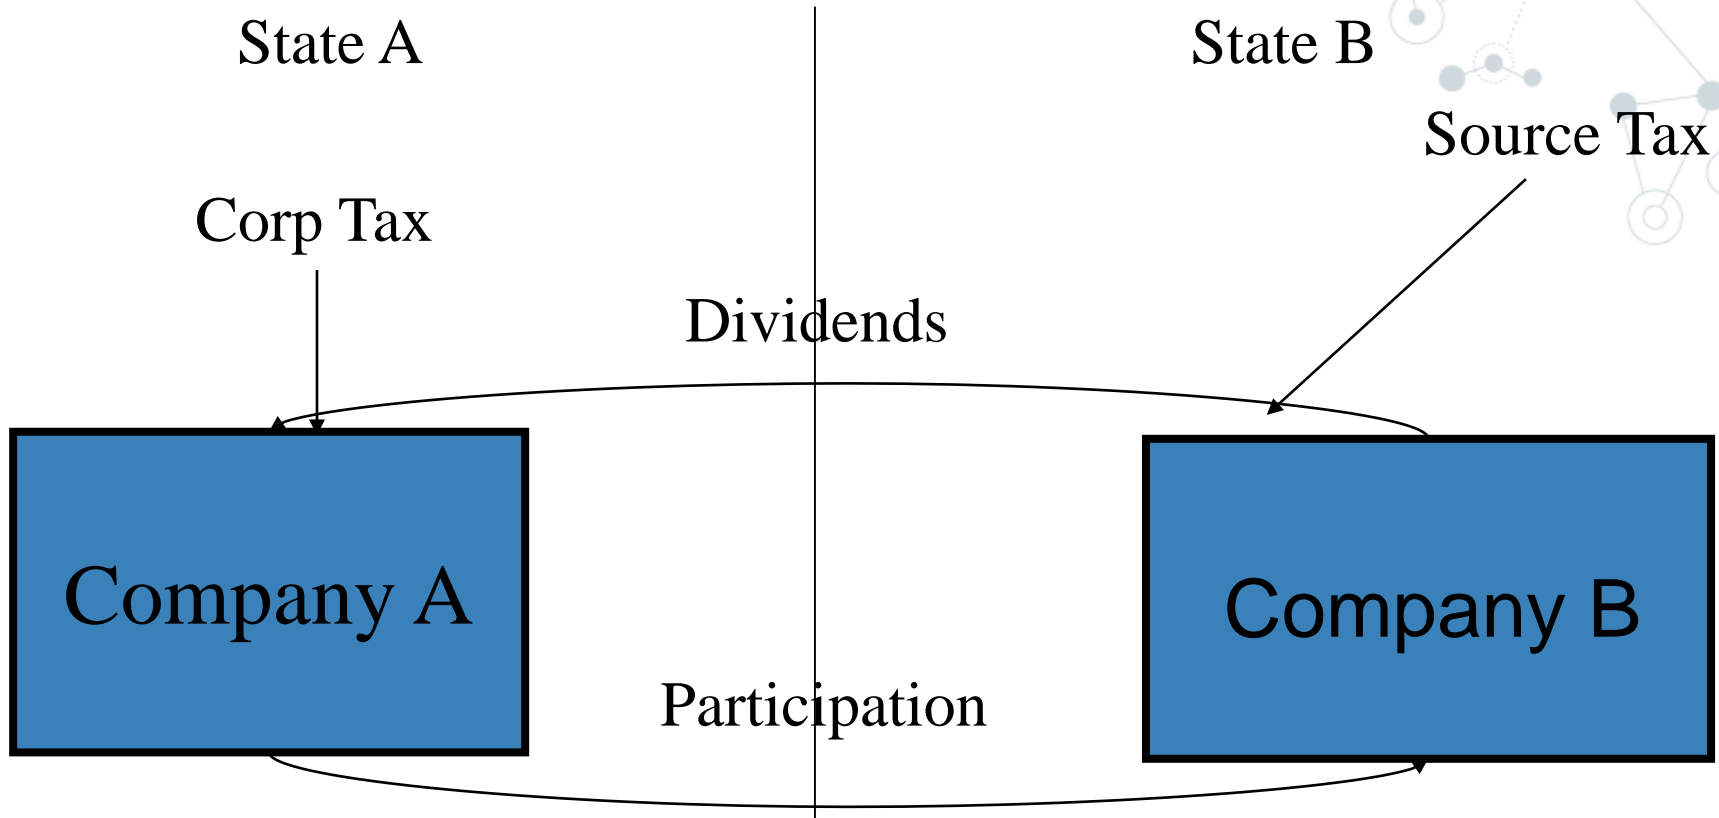 State A
State B
Source Tax
Corp Tax
Dividends
Company A
Company B
Participation